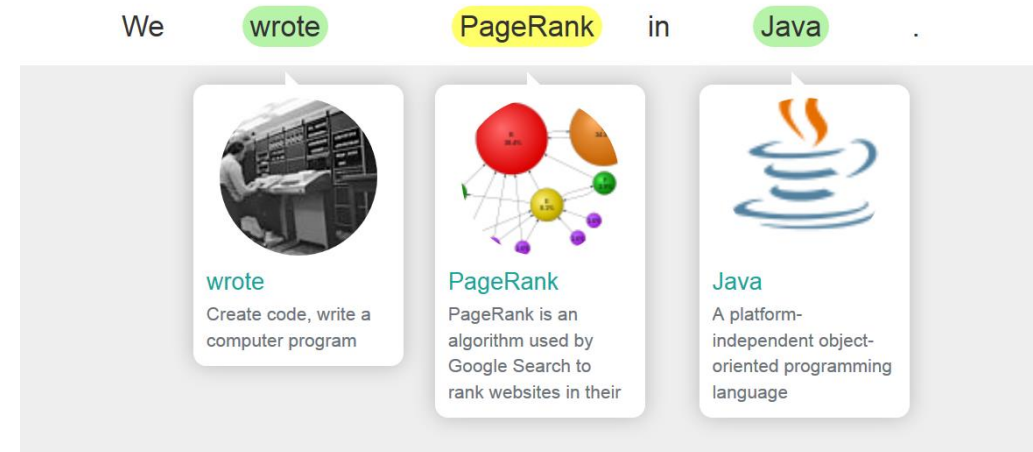 We wrote PageRank in Java .
wrote
Create code, write a
computer program
PageRank
PageRank is an
algorithm used by
Google Search to
rank websites in their
Java
A platform-
independent object-
oriented programming
language